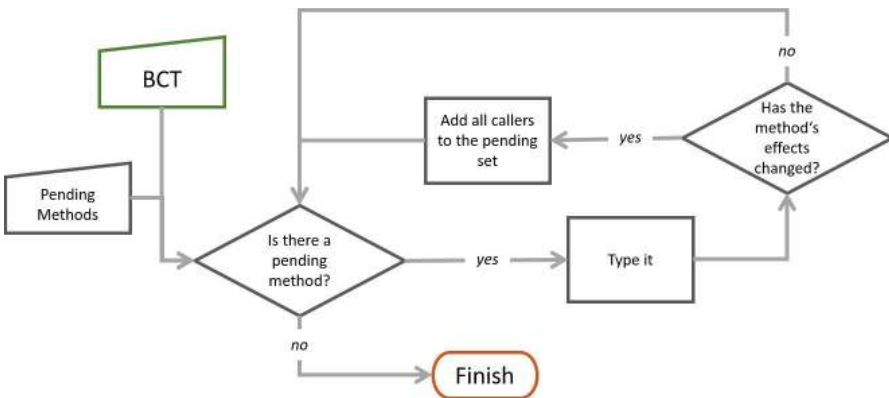 no
BCT
Add all callers
to the pending
set
yes
Has the
method's
effects
changed?
Pending
Methods
Is there a
pending
method?
yes
Type it
no
Finish